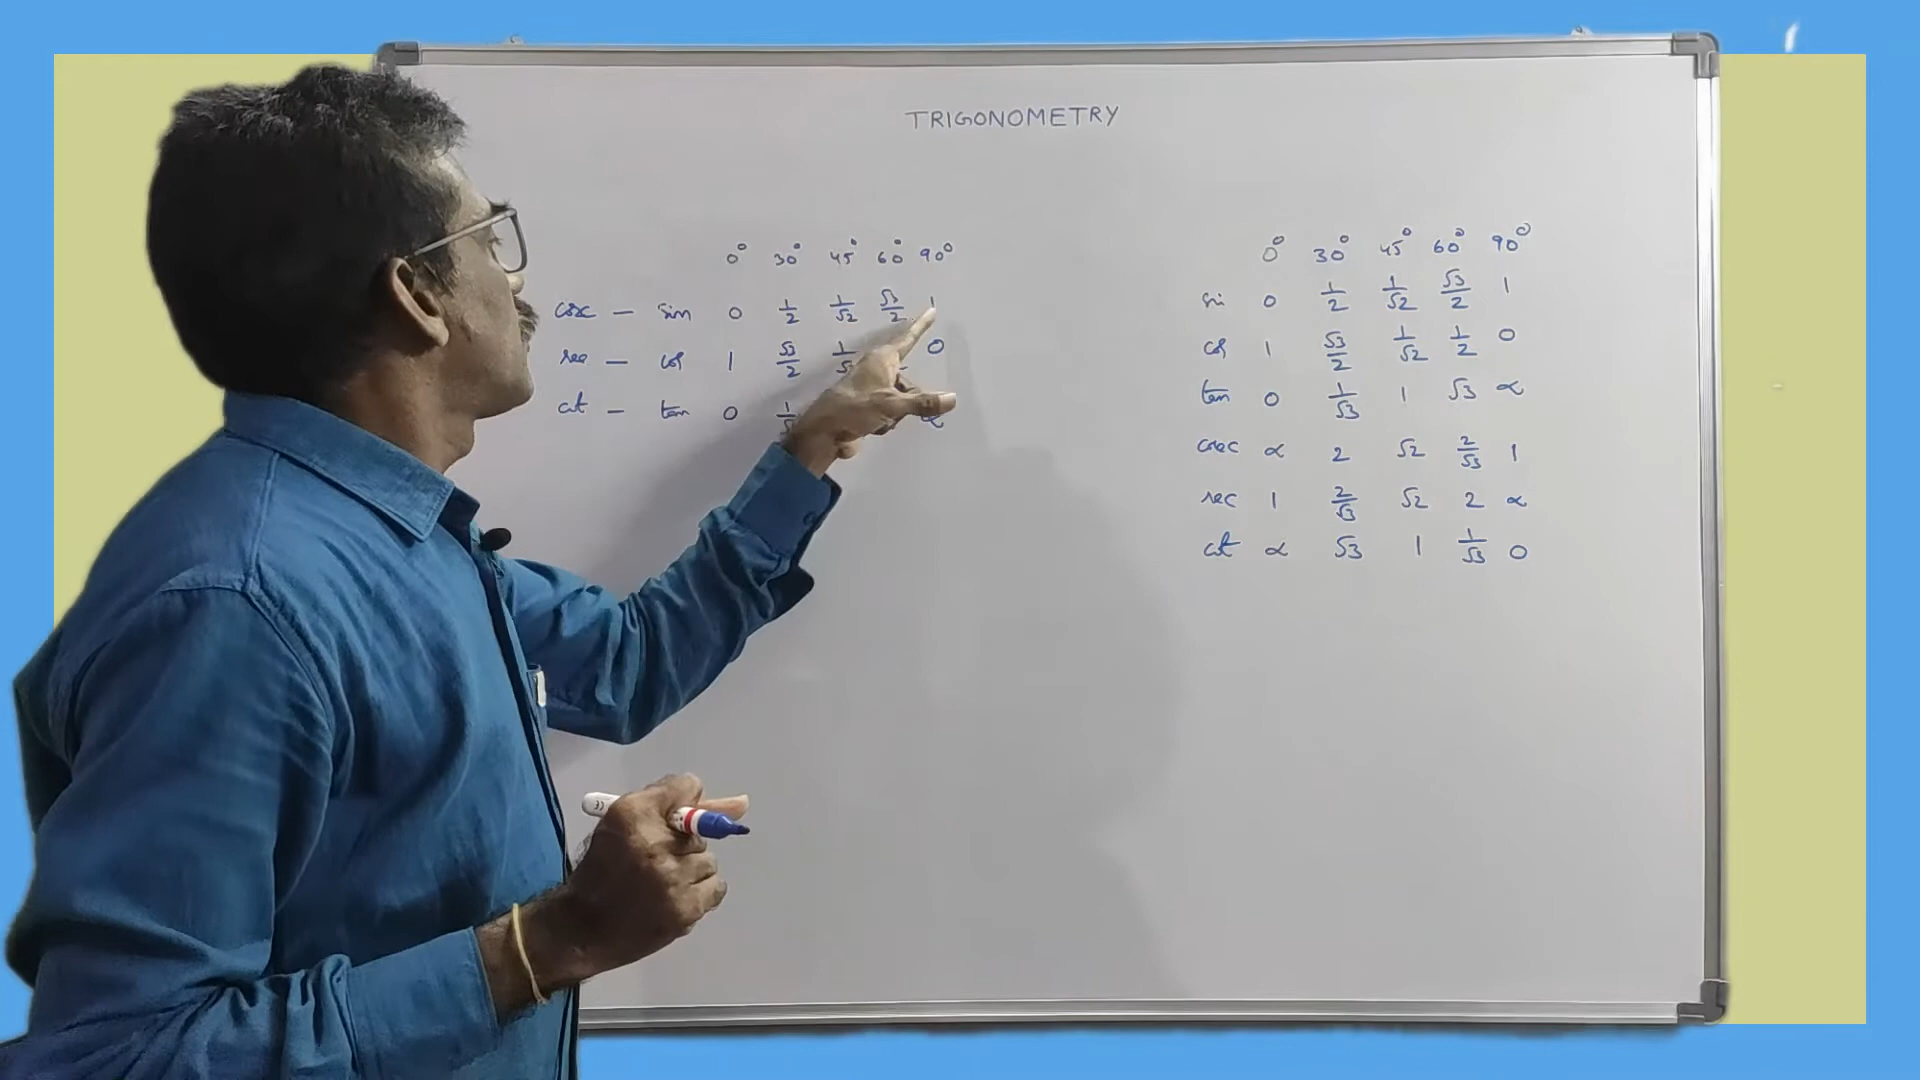 TRIGONOMETRY
0° 30° 45° 60° 90°
cosec — sin 0 1/2 1/√2 √3/2 1
sec — cos 1 √3/2 0
cot — tan 0 α
0° 30° 45° 60° 90°
sin 0 1/2 1/√2 √3/2 1
cos 1 √3/2 1/√2 1/2 0
tan 0 1/√3 1 √3 α
cosec α 2 √2 2/√3 1
sec 1 2/√3 √2 2 α
cot α √3 1 1/√3 0